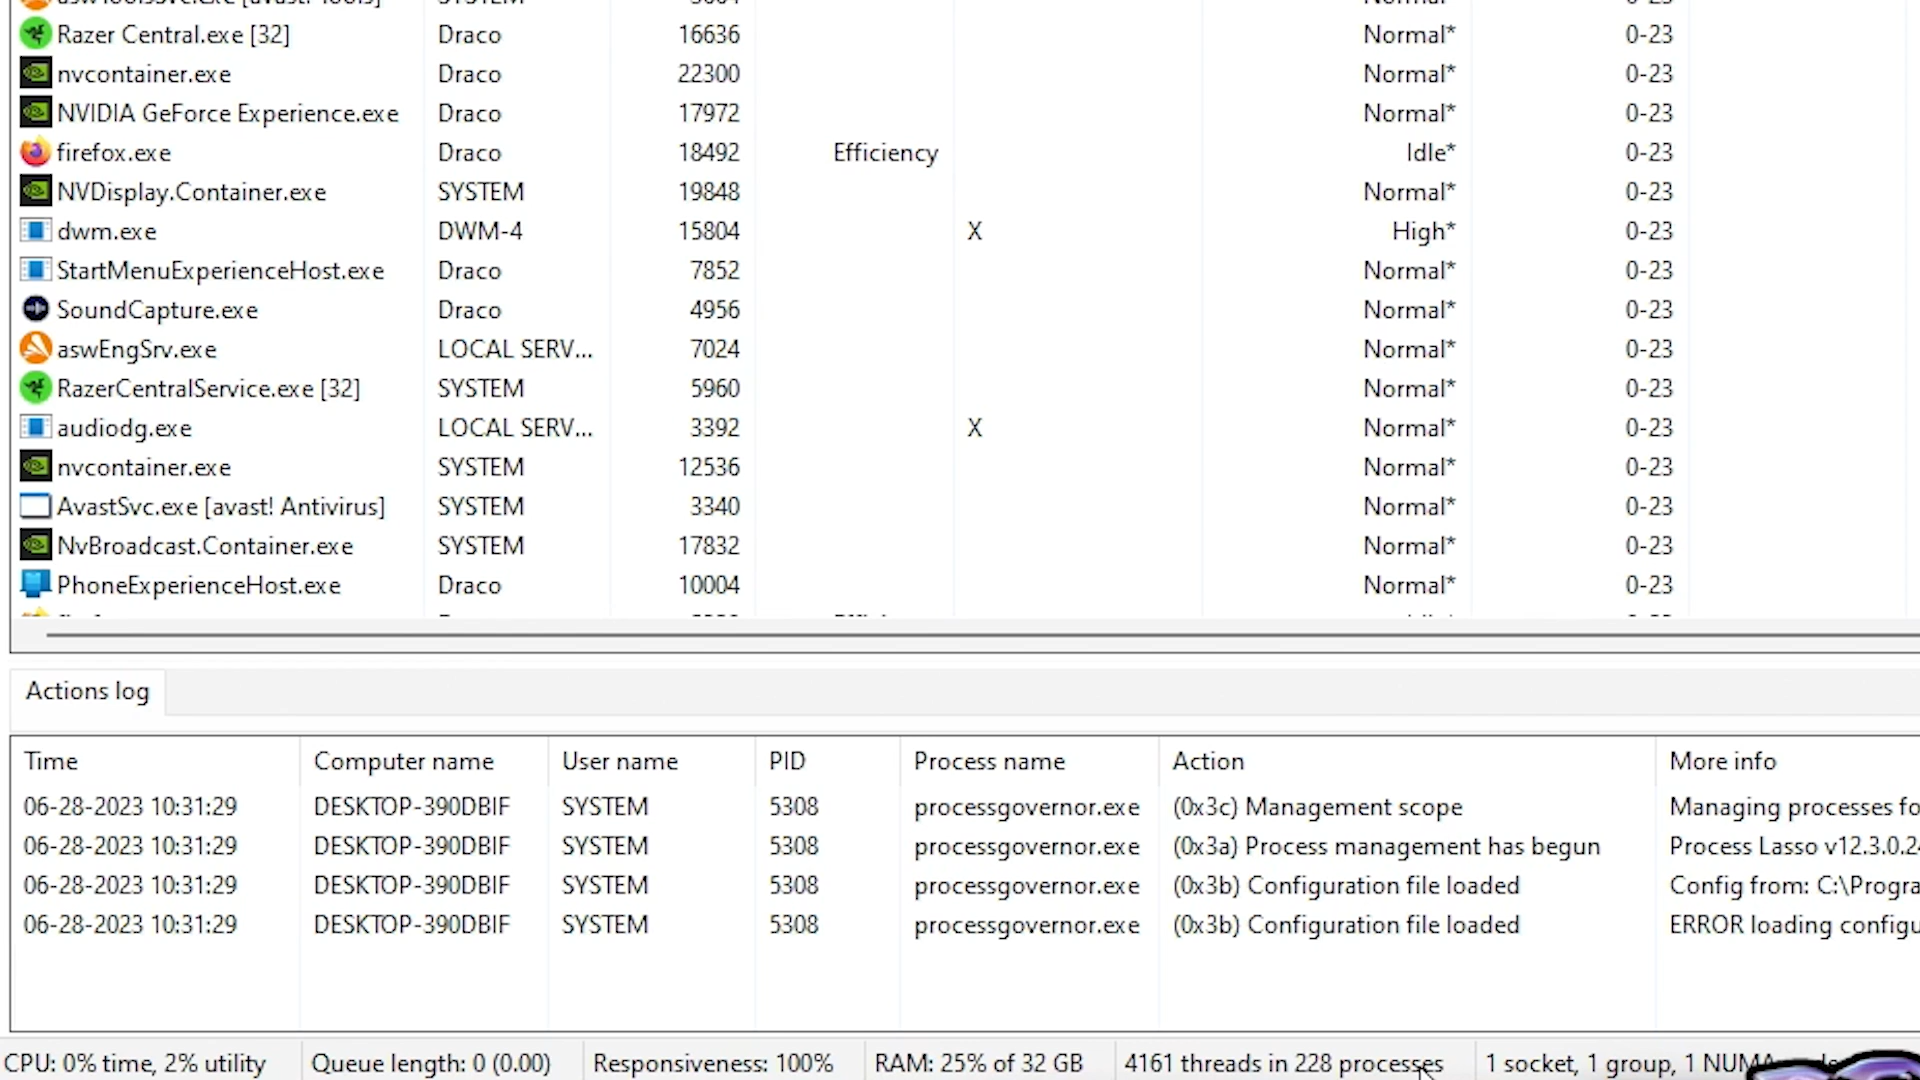 Razer Central.exe [32] Draco 16636 Normal* 0-23
nvcontainer.exe Draco 22300 Normal* 0-23
NVIDIA GeForce Experience.exe Draco 17972 Normal* 0-23
firefox.exe Draco 18492 Efficiency Idle* 0-23
NVDisplay.Container.exe SYSTEM 19848 Normal* 0-23
dwm.exe DWM-4 15804 X High* 0-23
StartMenuExperienceHost.exe Draco 7852 Normal* 0-23
SoundCapture.exe Draco 4956 Normal* 0-23
aswEngSrv.exe LOCAL SERV... 7024 Normal* 0-23
RazerCentralService.exe [32] SYSTEM 5960 Normal* 0-23
audiodg.exe LOCAL SERV... 3392 X Normal* 0-23
nvcontainer.exe SYSTEM 12536 Normal* 0-23
AvastSvc.exe [avast! Antivirus] SYSTEM 3340 Normal* 0-23
NvBroadcast.Container.exe SYSTEM 17832 Normal* 0-23
PhoneExperienceHost.exe Draco 10004 Normal* 0-23
Actions log
Time Computer name User name PID Process name Action More info
06-28-2023 10:31:29 DESKTOP-390DBIF SYSTEM 5308 processgovernor.exe (0x3c) Management scope Managing processes fo
06-28-2023 10:31:29 DESKTOP-390DBIF SYSTEM 5308 processgovernor.exe (0x3a) Process management has begun Process Lasso v12.3.0.2
06-28-2023 10:31:29 DESKTOP-390DBIF SYSTEM 5308 processgovernor.exe (0x3b) Configuration file loaded Config from: C:\Progra
06-28-2023 10:31:29 DESKTOP-390DBIF SYSTEM 5308 processgovernor.exe (0x3b) Configuration file loaded ERROR loading configu
CPU: 0% time, 2% utility Queue length: 0 (0.00) Responsiveness: 100% RAM: 25% of 32 GB 4161 threads in 228 processes 1 socket, 1 group, 1 NUMA